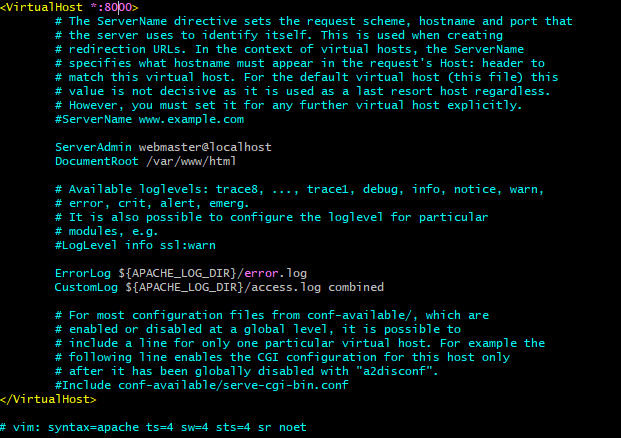 <VirtualHost *:8000>
# The ServerName directive sets the request scheme, hostname and port that
# the server uses to identify itself. This is used when creating
# redirection URLs. In the context of virtual hosts, the ServerName
# specifies what hostname must appear in the request's Host: header to
# match this virtual host. For the default virtual host (this file) this
# value is not decisive as it is used as a last resort host regardless.
# However, you must set it for any further virtual host explicitly.
#ServerName www.example.com
ServerAdmin webmaster@localhost
DocumentRoot /var/www/html
# Available loglevels: trace8, ..., trace1, debug, info, notice, warn,
# error, crit, alert, emerg.
# It is also possible to configure the loglevel for particular
# modules, e.g.
#LogLevel info ssl:warn
ErrorLog ${APACHE_LOG_DIR}/error.log
CustomLog ${APACHE_LOG_DIR}/access.log combined
# For most configuration files from conf-available/, which are
# enabled or disabled at a global level, it is possible to
# include a line for only one particular virtual host. For example the
# following line enables the CGI configuration for this host only
# after it has been globally disabled with "a2disconf".
#Include conf-available/serve-cgi-bin.conf
</VirtualHost>
# vim: syntax=apache ts=4 sw=4 sts=4 sr noet